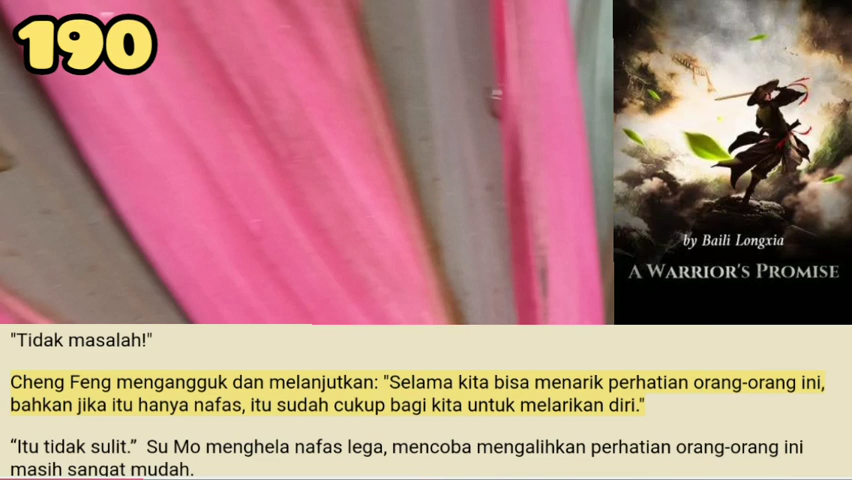 190
by Baili Longxia
A WARRIOR'S PROMISE
"Tidak masalah!"
Cheng Feng mengangguk dan melanjutkan: "Selama kita bisa menarik perhatian orang-orang ini,
bahkan jika itu hanya nafas, itu sudah cukup bagi kita untuk melarikan diri."
“Itu tidak sulit.”  Su Mo menghela nafas lega, mencoba mengalihkan perhatian orang-orang ini
masih sangat mudah.